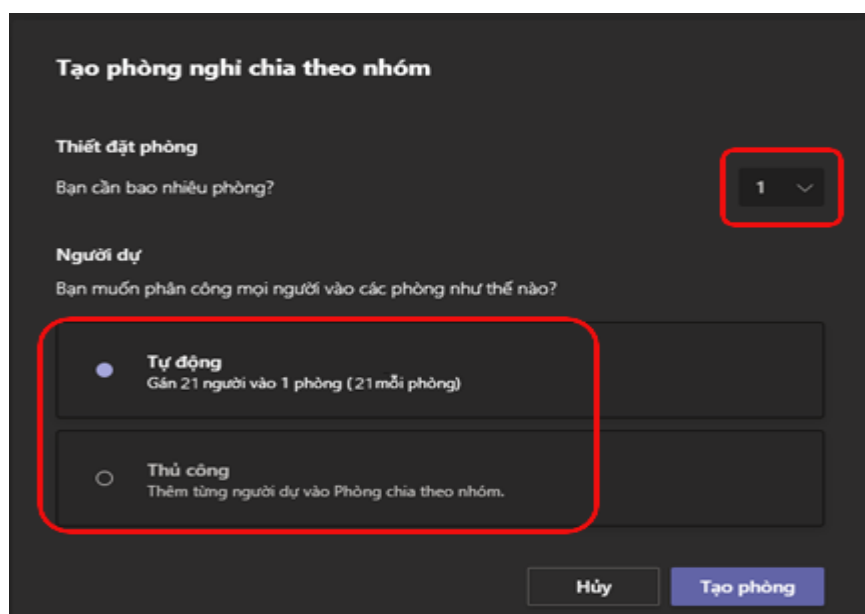 Tạo phòng nghỉ chia theo nhóm
Thiết đặt phòng
Bạn cần bao nhiêu phòng?
1
Người dự
Bạn muốn phân công mọi người vào các phòng như thế nào?
Tự động
Gán 21 người vào 1 phòng (21 mỗi phòng)
Thủ công
Thêm từng người dự vào Phòng chia theo nhóm.
Hủy
Tạo phòng